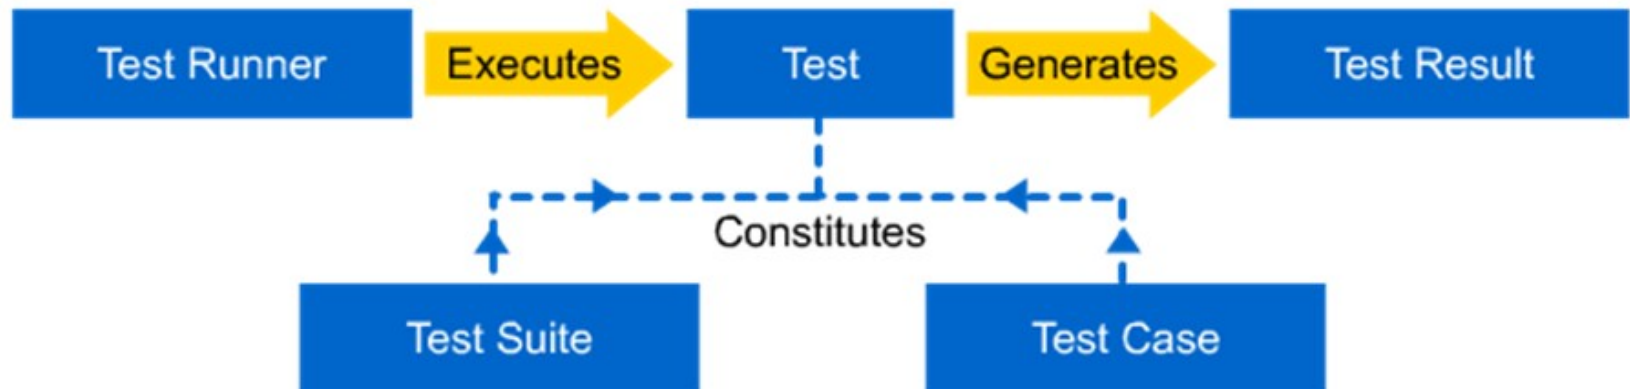 Test Runner
Executes
Test
Generates
Test Result
Constitutes
Test Suite
Test Case